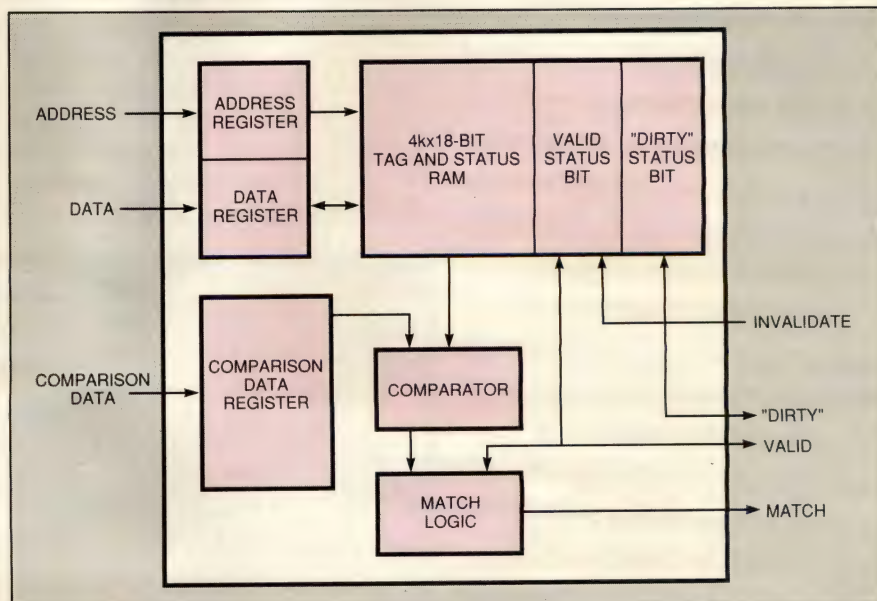 ADDRESS
ADDRESS
REGISTER
4kx18-BIT
TAG AND STATUS
RAM
VALID
STATUS
BIT
"DIRTY"
STATUS
BIT
DATA
DATA
REGISTER
INVALIDATE
COMPARISON
DATA
COMPARISON
DATA
REGISTER
COMPARATOR
"DIRTY"
VALID
MATCH
LOGIC
MATCH